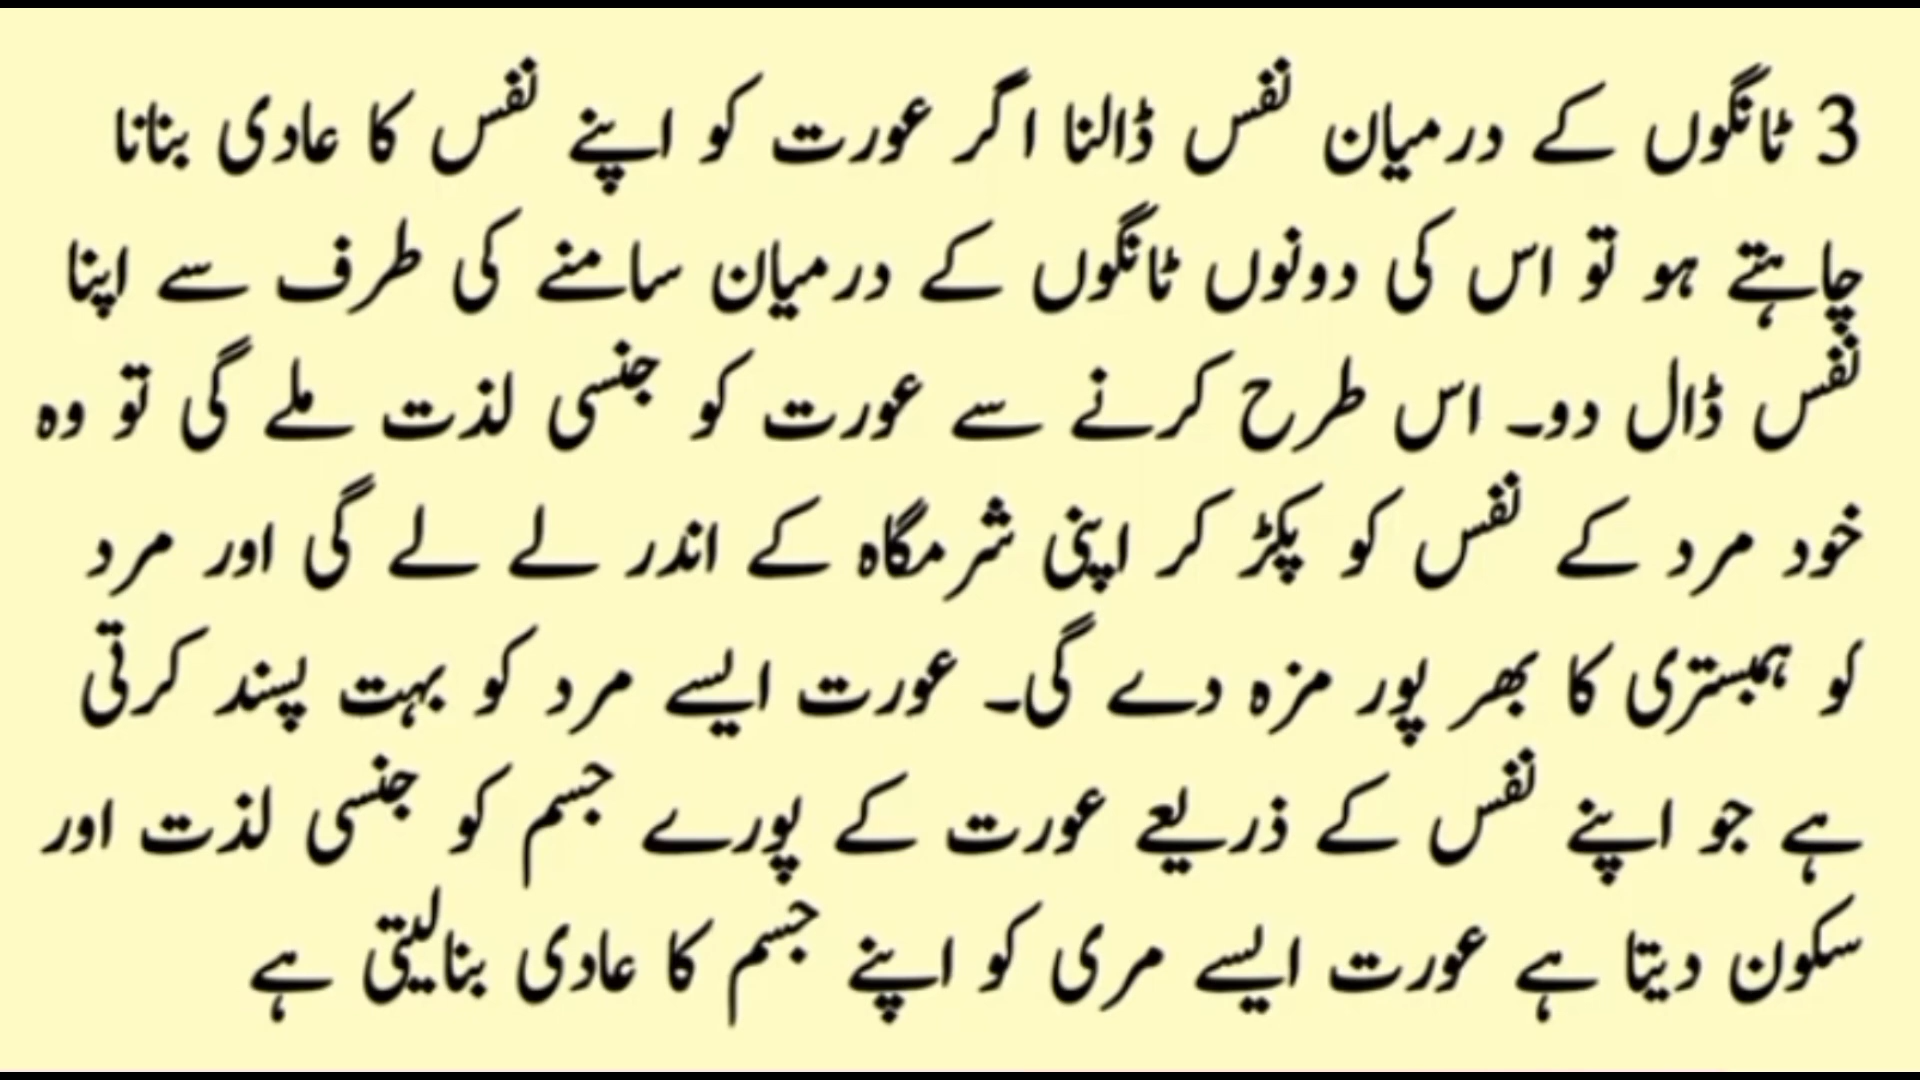 3 ٹانگوں کے درمیان نفس ڈالنا اگر عورت کو اپنے نفس کا عادی بنانا
چاہتے ہو تو اس کی دونوں ٹانگوں کے درمیان سامنے کی طرف سے اپنا
نفس ڈال دو۔ اس طرح کرنے سے عورت کو جنسی لذت ملے گی تو وہ
خود مرد کے نفس کو پکڑ کر اپنی شرمگاہ کے اندر لے لے گی اور مرد
کو ہمبستری کا بھر پور مزہ دے گی۔ عورت ایسے مرد کو بہت پسند کرتی
ہے جو اپنے نفس کے ذریعے عورت کے پورے جسم کو جنسی لذت اور
سکون دیتا ہے عورت ایسے مری کو اپنے جسم کا عادی بنالیتی ہے